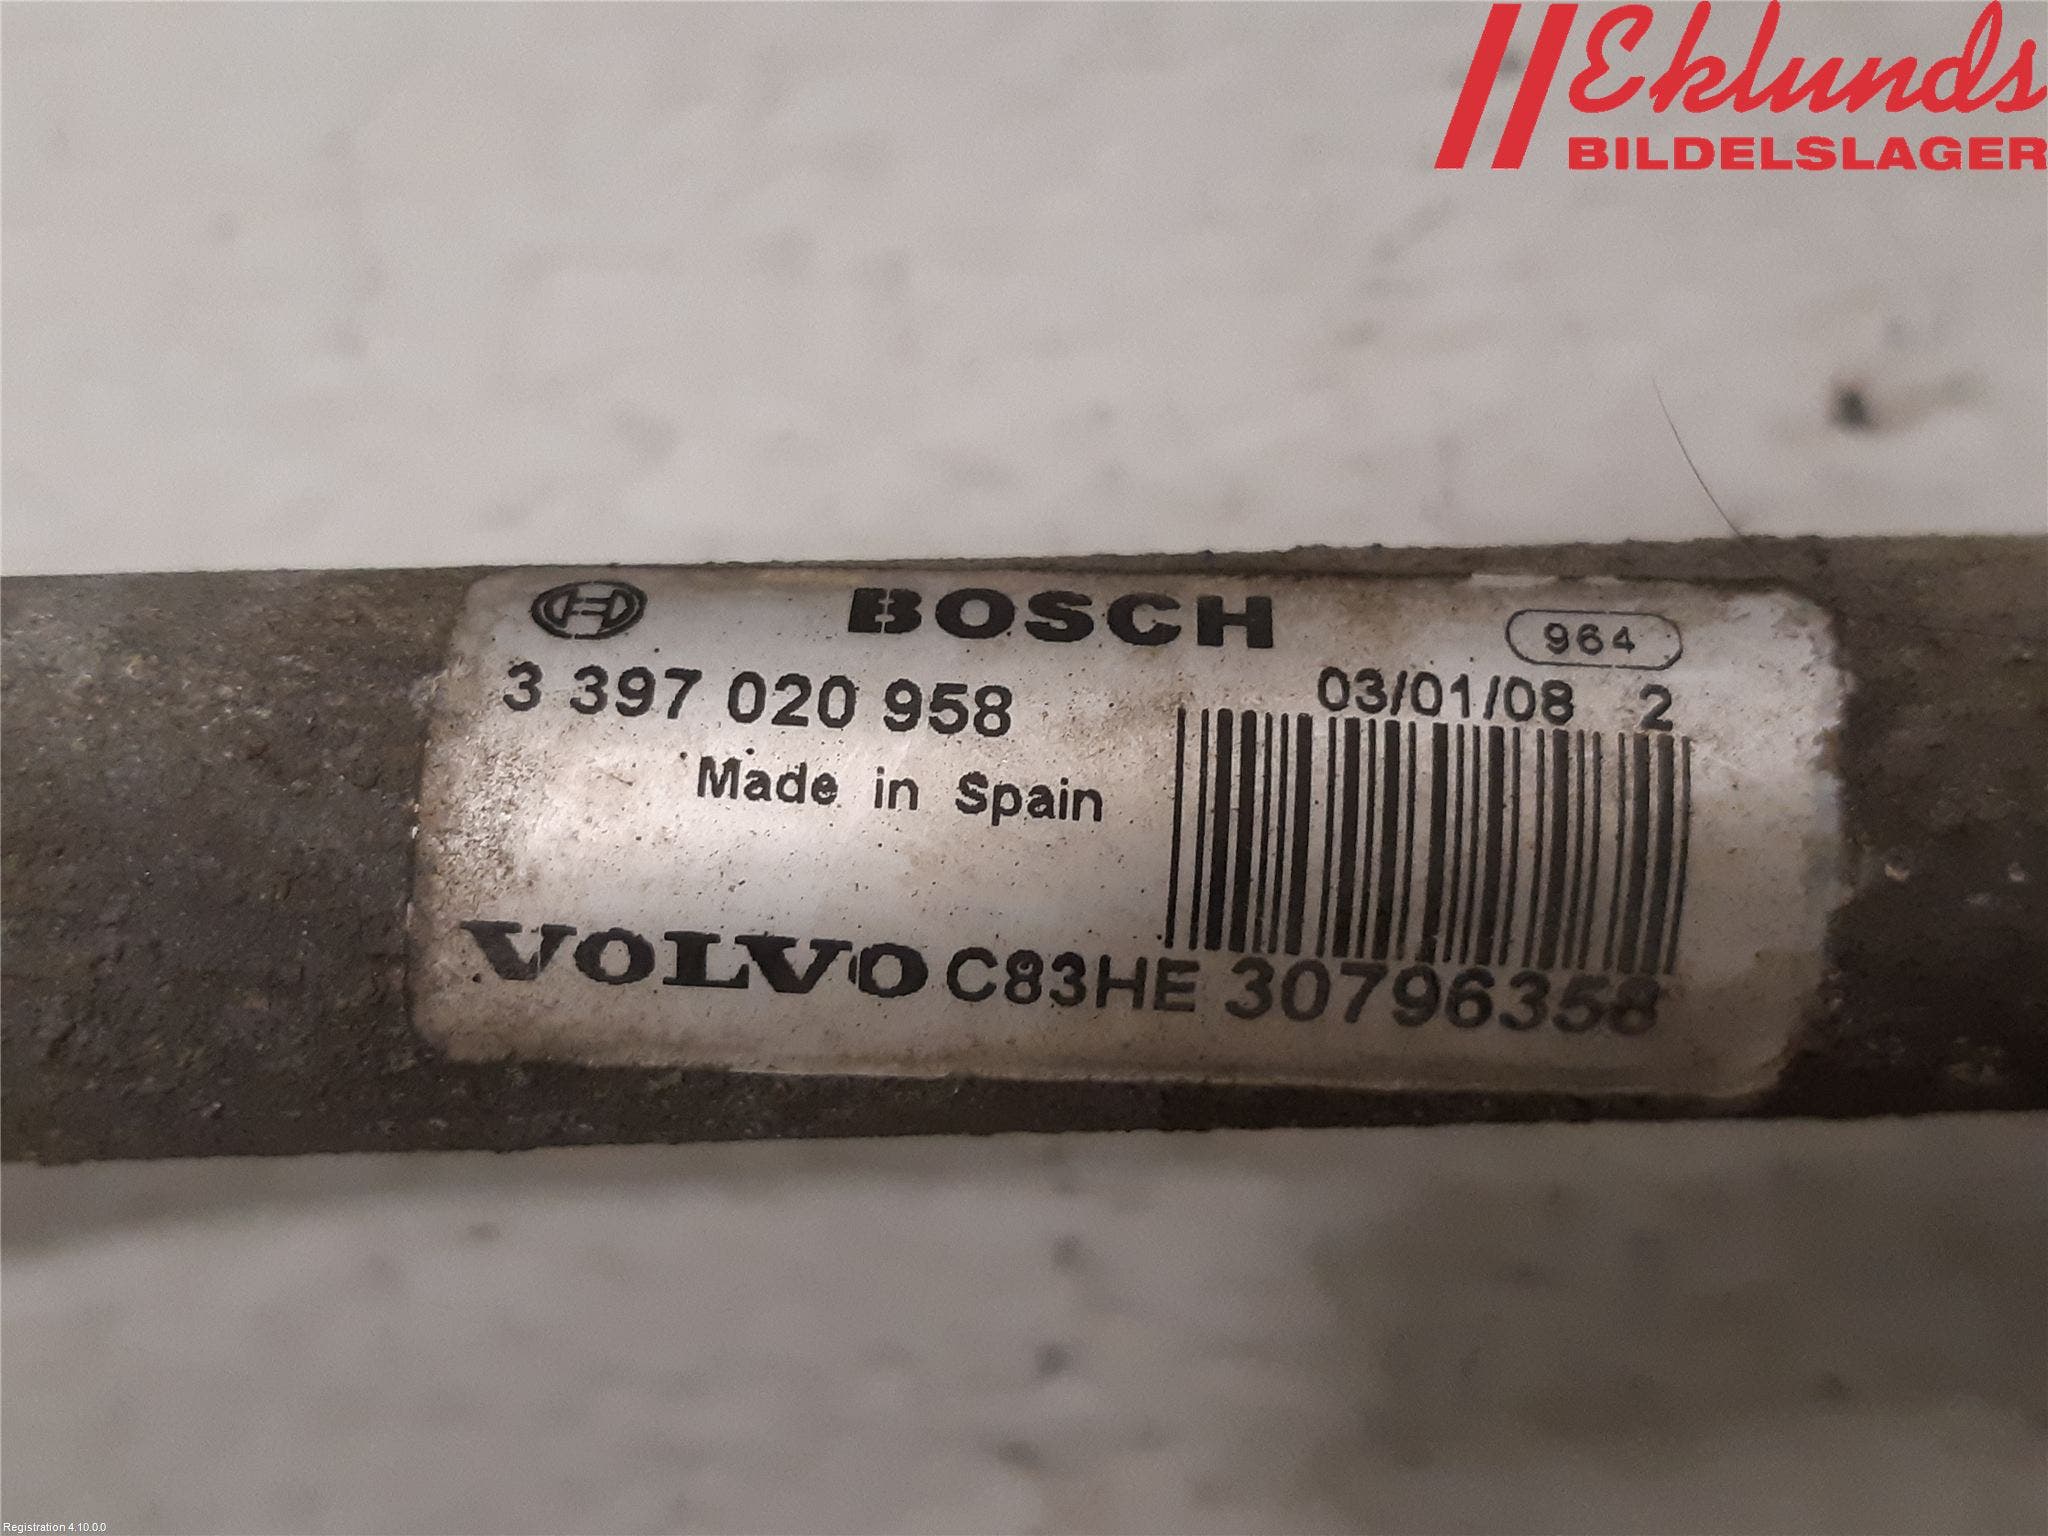 Eklunds
BILDELSLAGER
BOSCH
964
3 397 020 958
03/01/08 2
Made in Spain
VOLVO C83HE 30796358
Registration 4.10.0.0